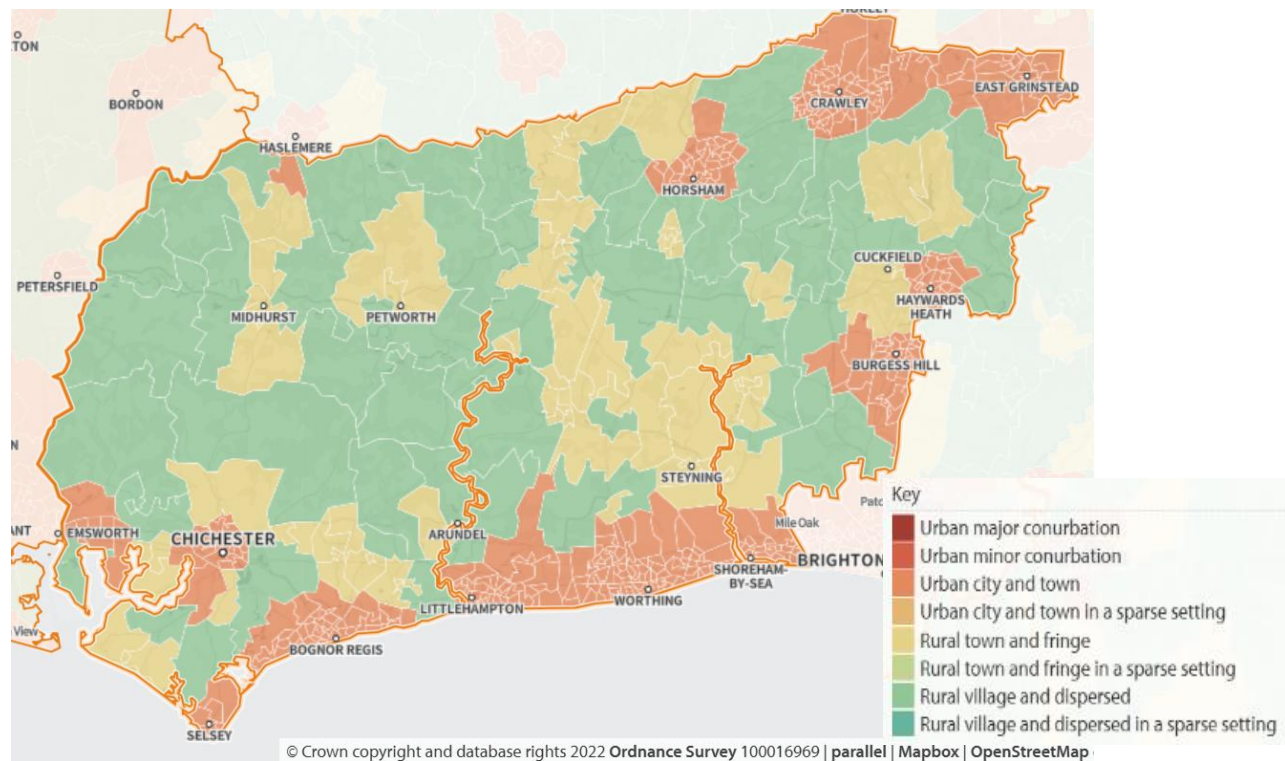 HORLEY
TON
BORDON
CRAWLEY
EAST GRINSTEAD
HASLEMERE
HORSHAM
CUCKFIELD
PETERSFIELD
HAYWARDS
HEATH
MIDHURST
PETWORTH
BURGESS HILL
N
STEYNING
Key
Patc
ANT
EMSWORTH
CHICHESTER
ARUNDEL
Mile Oak
Urban major conurbation
Urban minor conurbation
BRIGHTON
SHOREHAM-
BY-SEA
Urban city and town
LITTLEHAMPTON
WORTHING
Urban city and town in a sparse setting
View
BOGNOR REGIS
Rural town and fringe
Rural town and fringe in a sparse setting
Rural village and dispersed
SELSEY
Rural village and dispersed in a sparse setting
© Crown copyright and database rights 2022 Ordnance Survey 100016969 | parallel | Mapbox | OpenStreetMap